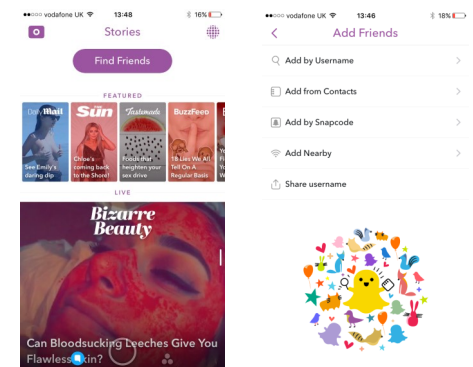 vodafone UK 13:48 16%
Stories
Find Friends
FEATURED
Daily Mail
See Emily's
daring dip
THE
Sun
Chloe's
coming back
to the Shore!
Tastemade
Foods that
heighten your
sex drive
BuzzFeed
18 Lies We All
Tell On A
Regular Basis
LIVE
Bizarre
Beauty
Can Bloodsucking Leeches Give You
Flawless Skin?
vodafone UK 13:46 18%
Add Friends
Add by Username
Add from Contacts
Add by Snapcode
Add Nearby
Share username